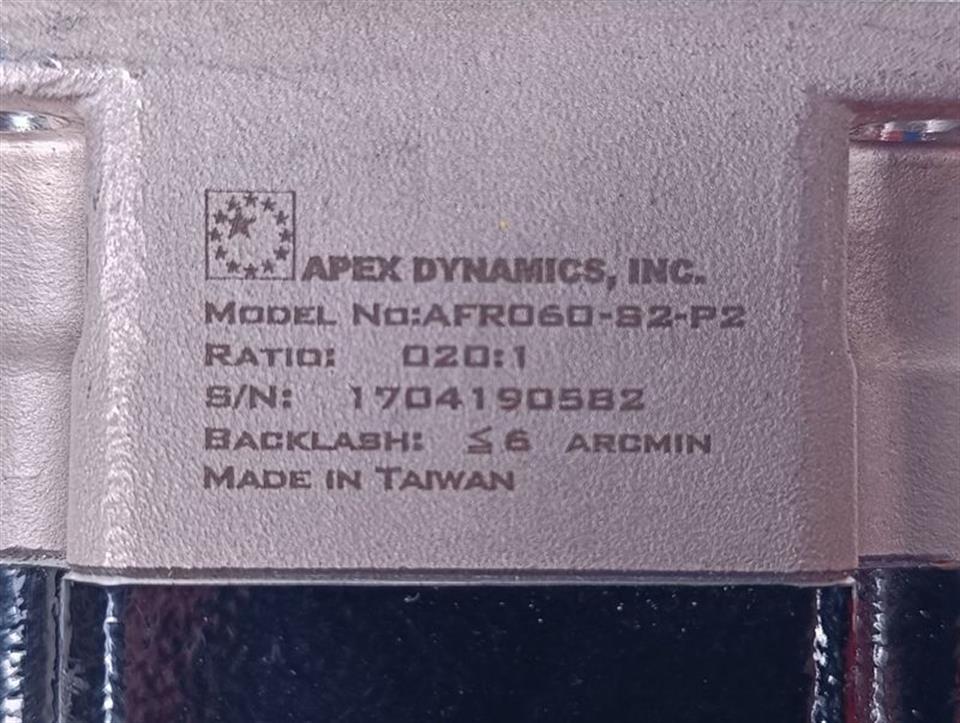 APEX DYNAMICS, INC.
MODEL NO:AFR060-S2-P2
RATIO: 020:1
S/N: 1704190582
BACKLASH: ≦6 ARCMIN
MADE IN TAIWAN